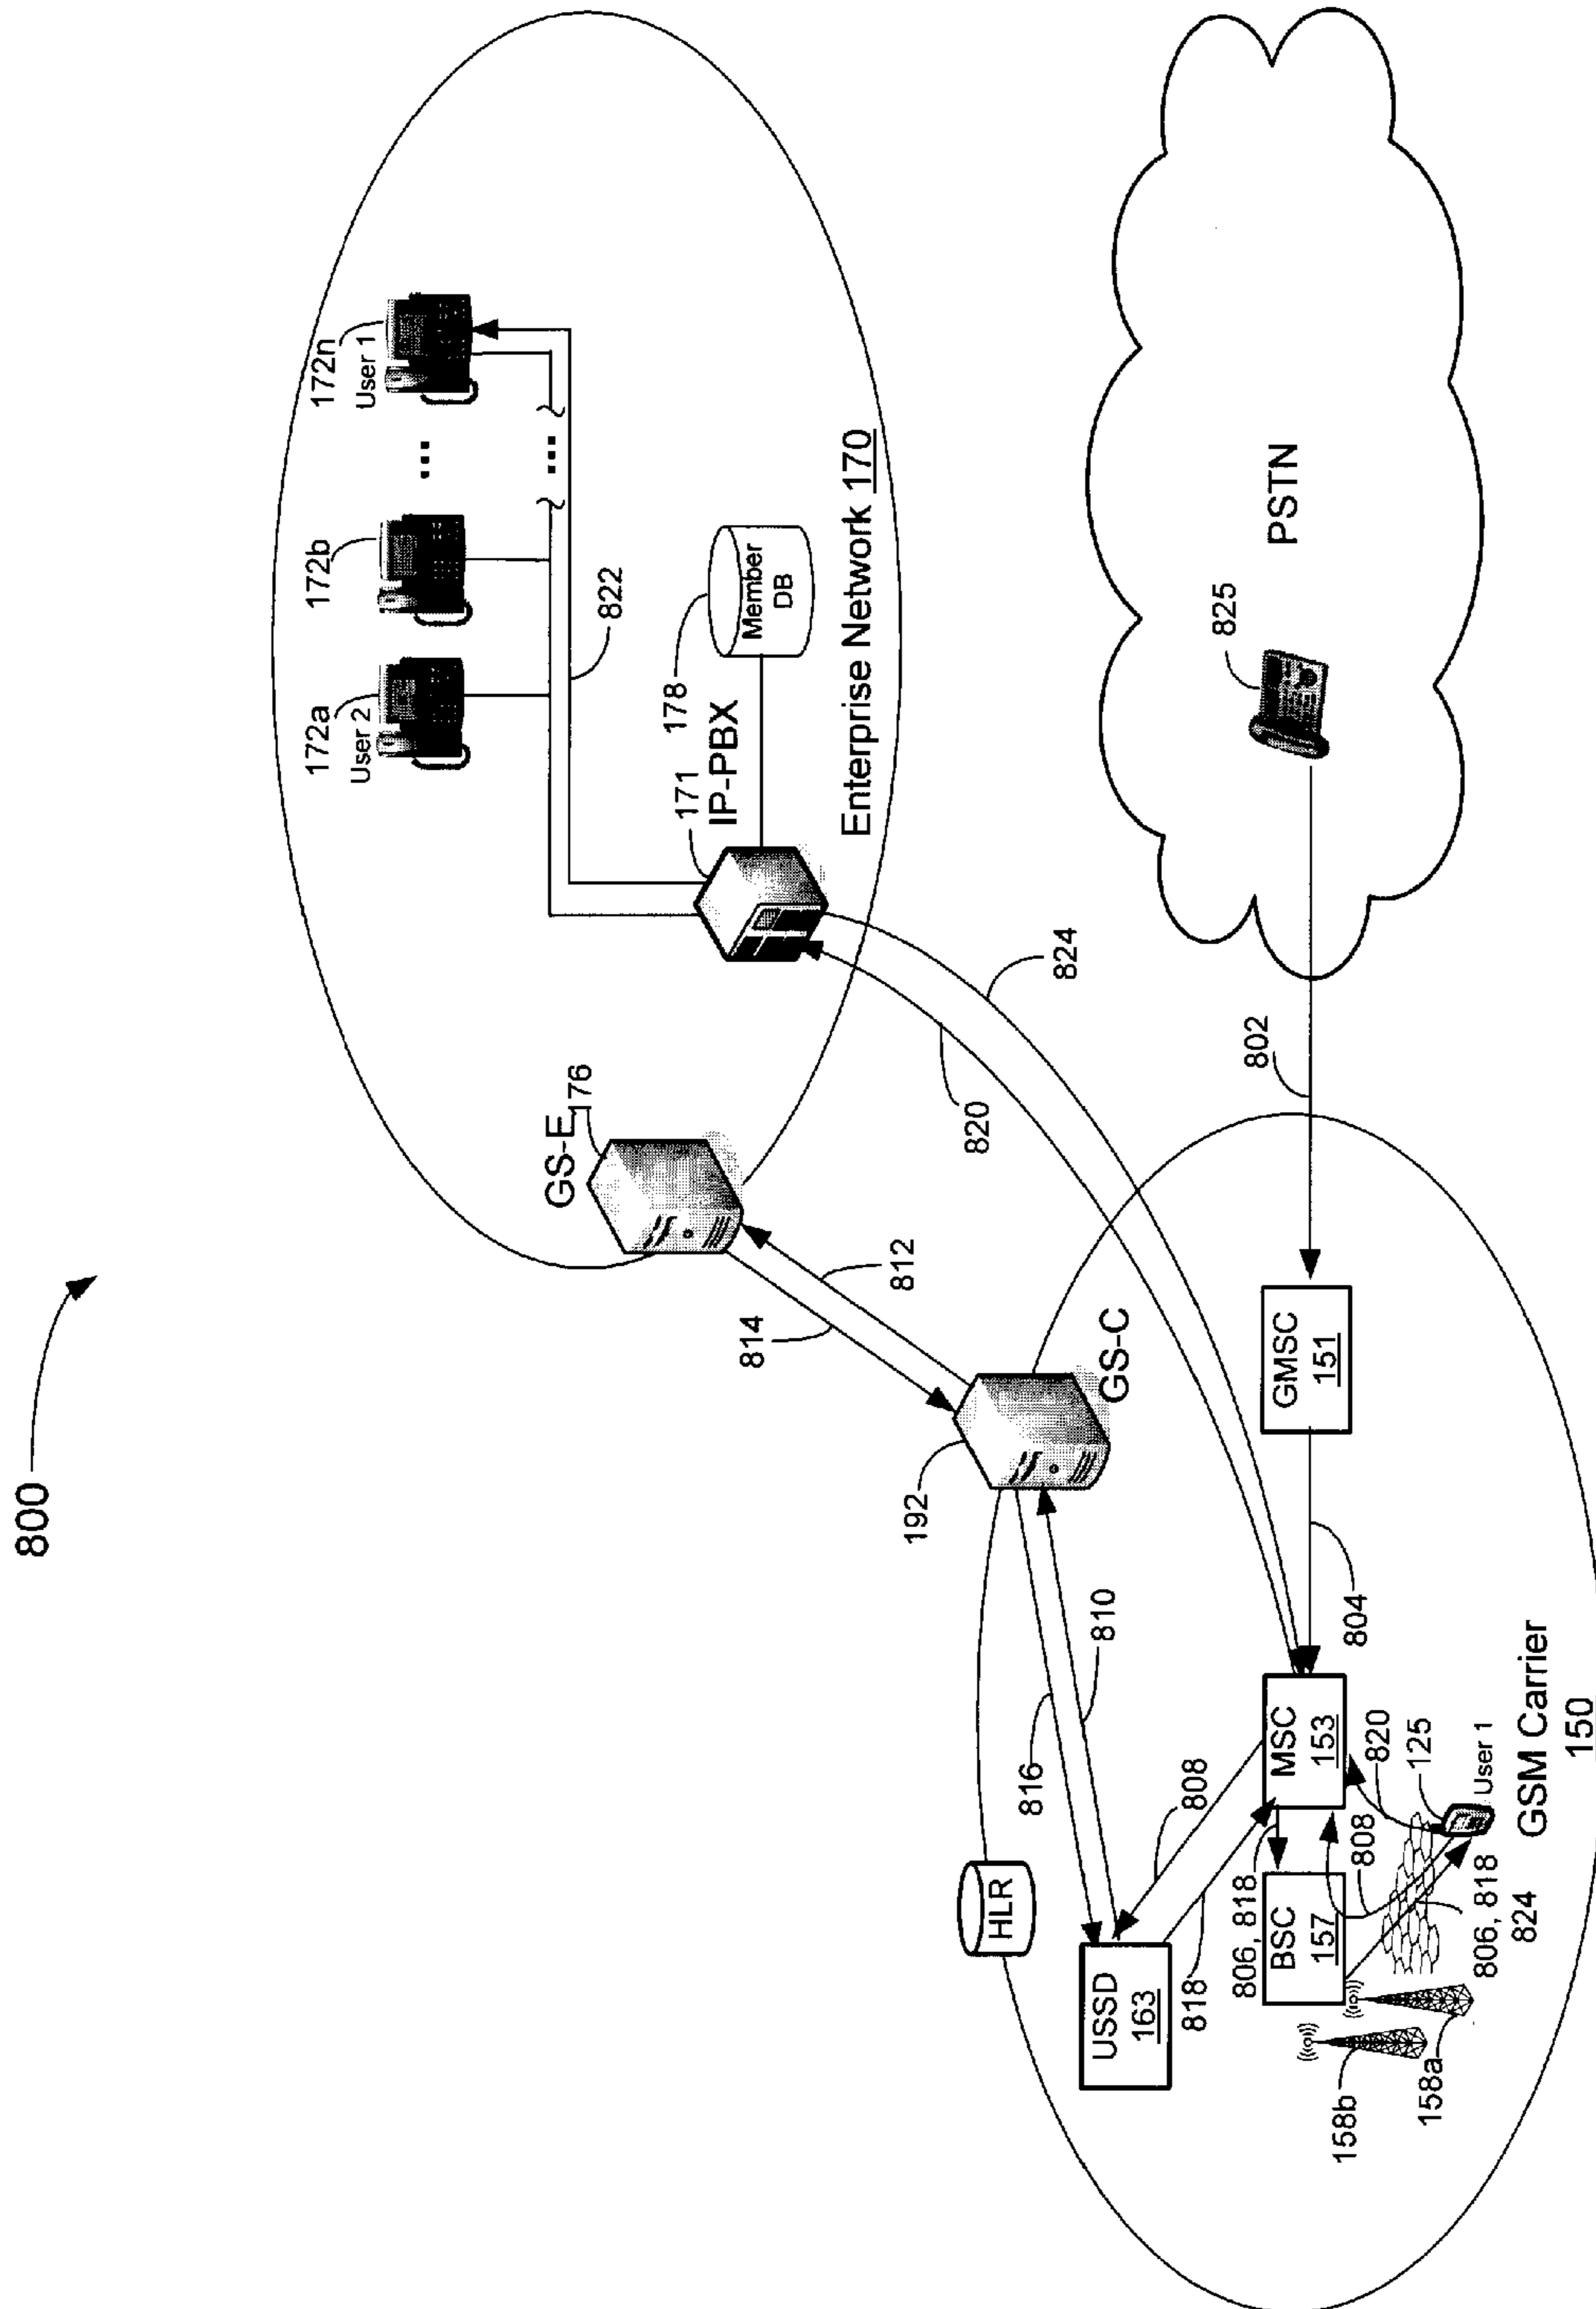 800
172a
User 2
172b
...
172n
User 1
...
822
171
IP-PBX
178
Member
DB
Enterprise Network 170
GS-E
176
814
812
820
824
192
GS-C
HLR
816
810
USSD
163
808
818
806, 818
BSC
157
MSC
153
804
GMSC
151
802
825
PSTN
808
820
125
User 1
806, 818
824
158b
158a
GSM Carrier
150